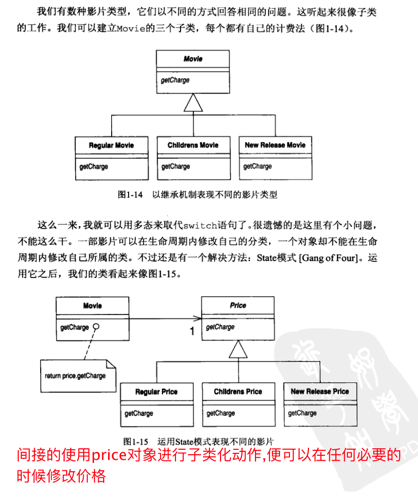 我们有数种影片类型，它们以不同的方式回答相同的问题。这听起来很像子类
的工作。我们可以建立Movie的三个子类，每个都有自己的计费法（图1-14）。
Movie
getCharge
Regular Movie
Childrens Movie
New Release Movie
getCharge
getCharge
getCharge
图1-14 以继承机制表现不同的影片类型
这么一来，我就可以用多态来取代switch语句了。很遗憾的是这里有个小问题，
不能这么干。一部影片可以在生命周期内修改自己的分类，一个对象却不能在生命
周期内修改自己所属的类。不过还是有一个解决方法：State模式 [Gang of Four]。运
用它之后，我们的类看起来像图1-15。
Movie
Price
getCharge
getCharge
1
return price.getCharge
Regular Price
Childrens Price
New Release Price
getCharge
getCharge
getCharge
图1-15 运用State模式表现不同的影片
间接的使用price对象进行子类化动作,便可以在任何必要的
时候修改价格